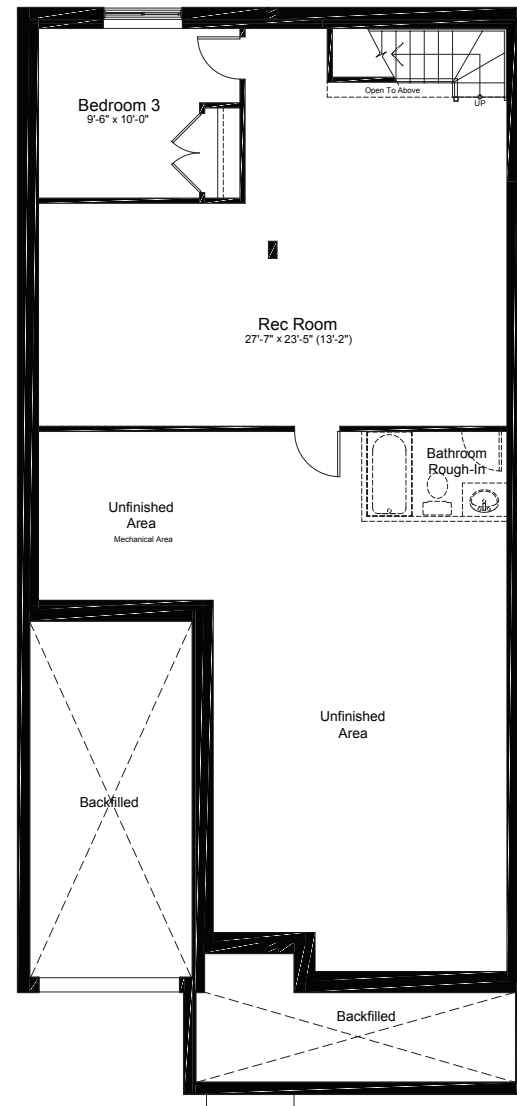 Open To Above
UP
Bedroom 3
9'-6" x 10'-0"
Rec Room
27'-7" x 23'-5" (13'-2")
Bathroom
Rough-In
Unfinished
Area
Mechanical Area
Unfinished
Area
Backfilled
Backfilled